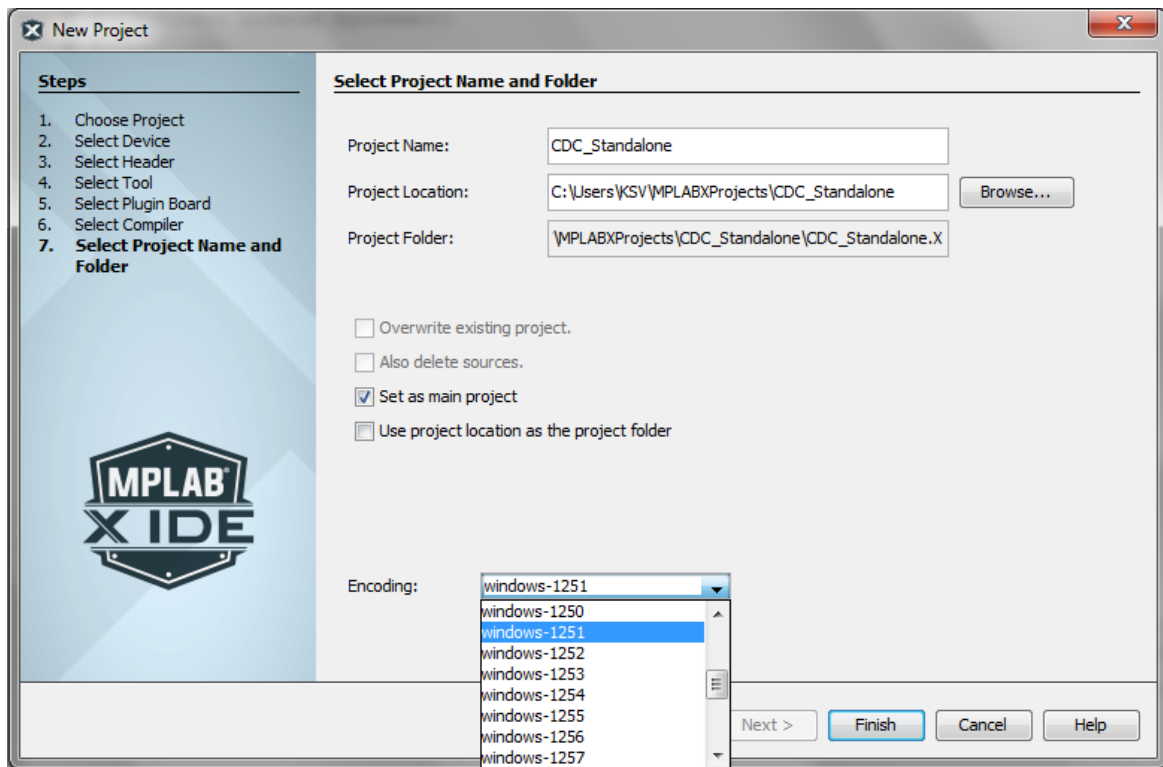 New Project
Steps
1. Choose Project
2. Select Device
3. Select Header
4. Select Tool
5. Select Plugin Board
6. Select Compiler
7. Select Project Name and
Folder
MPLAB®
X IDE
Select Project Name and Folder
Project Name: CDC_Standalone
Project Location: C:\Users\KSV\MPLABXProjects\CDC_Standalone Browse...
Project Folder: \MPLABXProjects\CDC_Standalone\CDC_Standalone.X
Overwrite existing project.
Also delete sources.
Set as main project
Use project location as the project folder
Encoding: windows-1251
windows-1250
windows-1251
windows-1252
windows-1253
windows-1254
windows-1255
windows-1256
windows-1257
Next > Finish Cancel Help